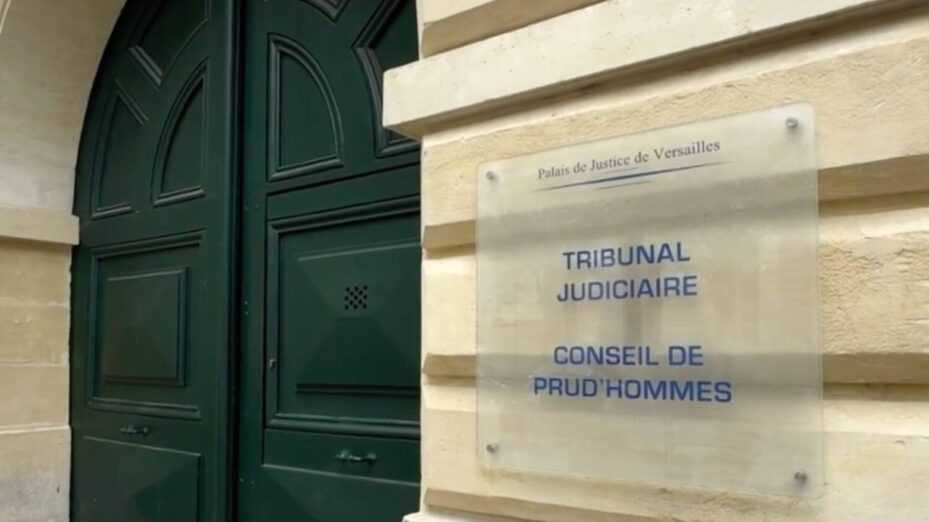 Palais de Justice de Versailles
TRIBUNAL
JUDICIAIRE
CONSEIL DE
PRUD'HOMMES